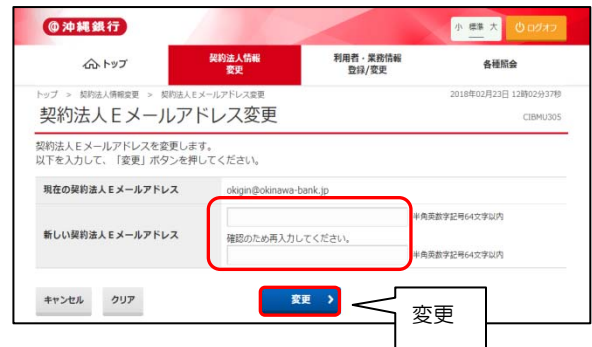 沖縄銀行
小 標準 大
ログオフ
トップ
契約法人情報
変更
利用者・業務情報
登録/変更
各種照会
トップ > 契約法人情報変更 > 契約法人Eメールアドレス変更
2018年02月23日 12時02分37秒
契約法人Eメールアドレス変更
CIBMU305
契約法人Eメールアドレスを変更します。
以下を入力して、「変更」ボタンを押してください。
現在の契約法人Eメールアドレス
okigin@okinawa-bank.jp
半角英数字記号64文字以内
新しい契約法人Eメールアドレス
確認のため再入力してください。
半角英数字記号64文字以内
キャンセル
クリア
変更
変更